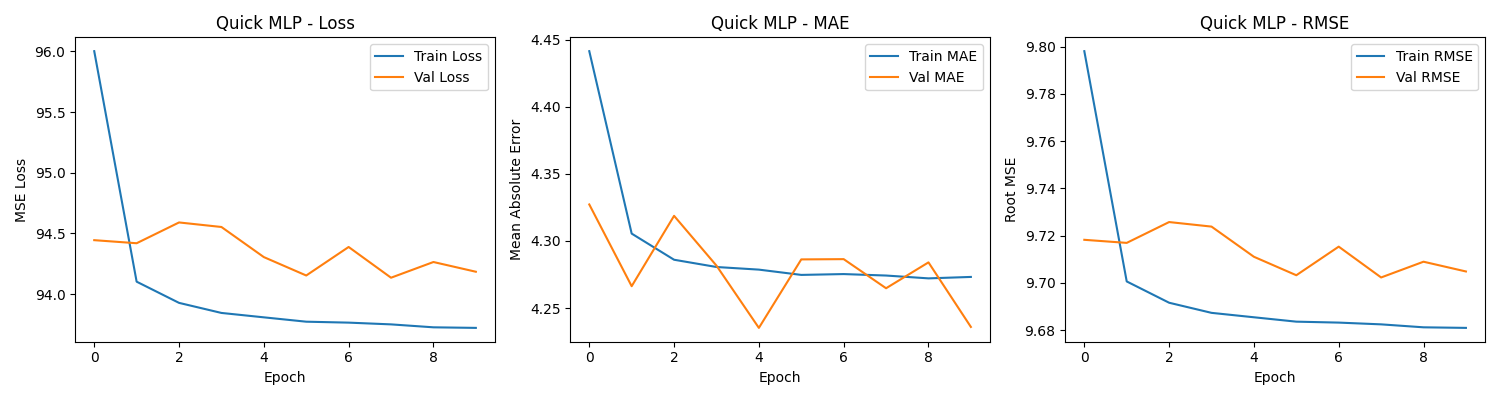 Quick MLP - Loss
96.0
95.5
95.0
94.5
94.0
MSE Loss
Train Loss
Val Loss
0 2 4 6 8
Epoch
Quick MLP - MAE
4.45
4.40
4.35
4.30
4.25
Mean Absolute Error
Train MAE
Val MAE
0 2 4 6 8
Epoch
Quick MLP - RMSE
9.80
9.78
9.76
9.74
9.72
9.70
9.68
Root MSE
Train RMSE
Val RMSE
0 2 4 6 8
Epoch